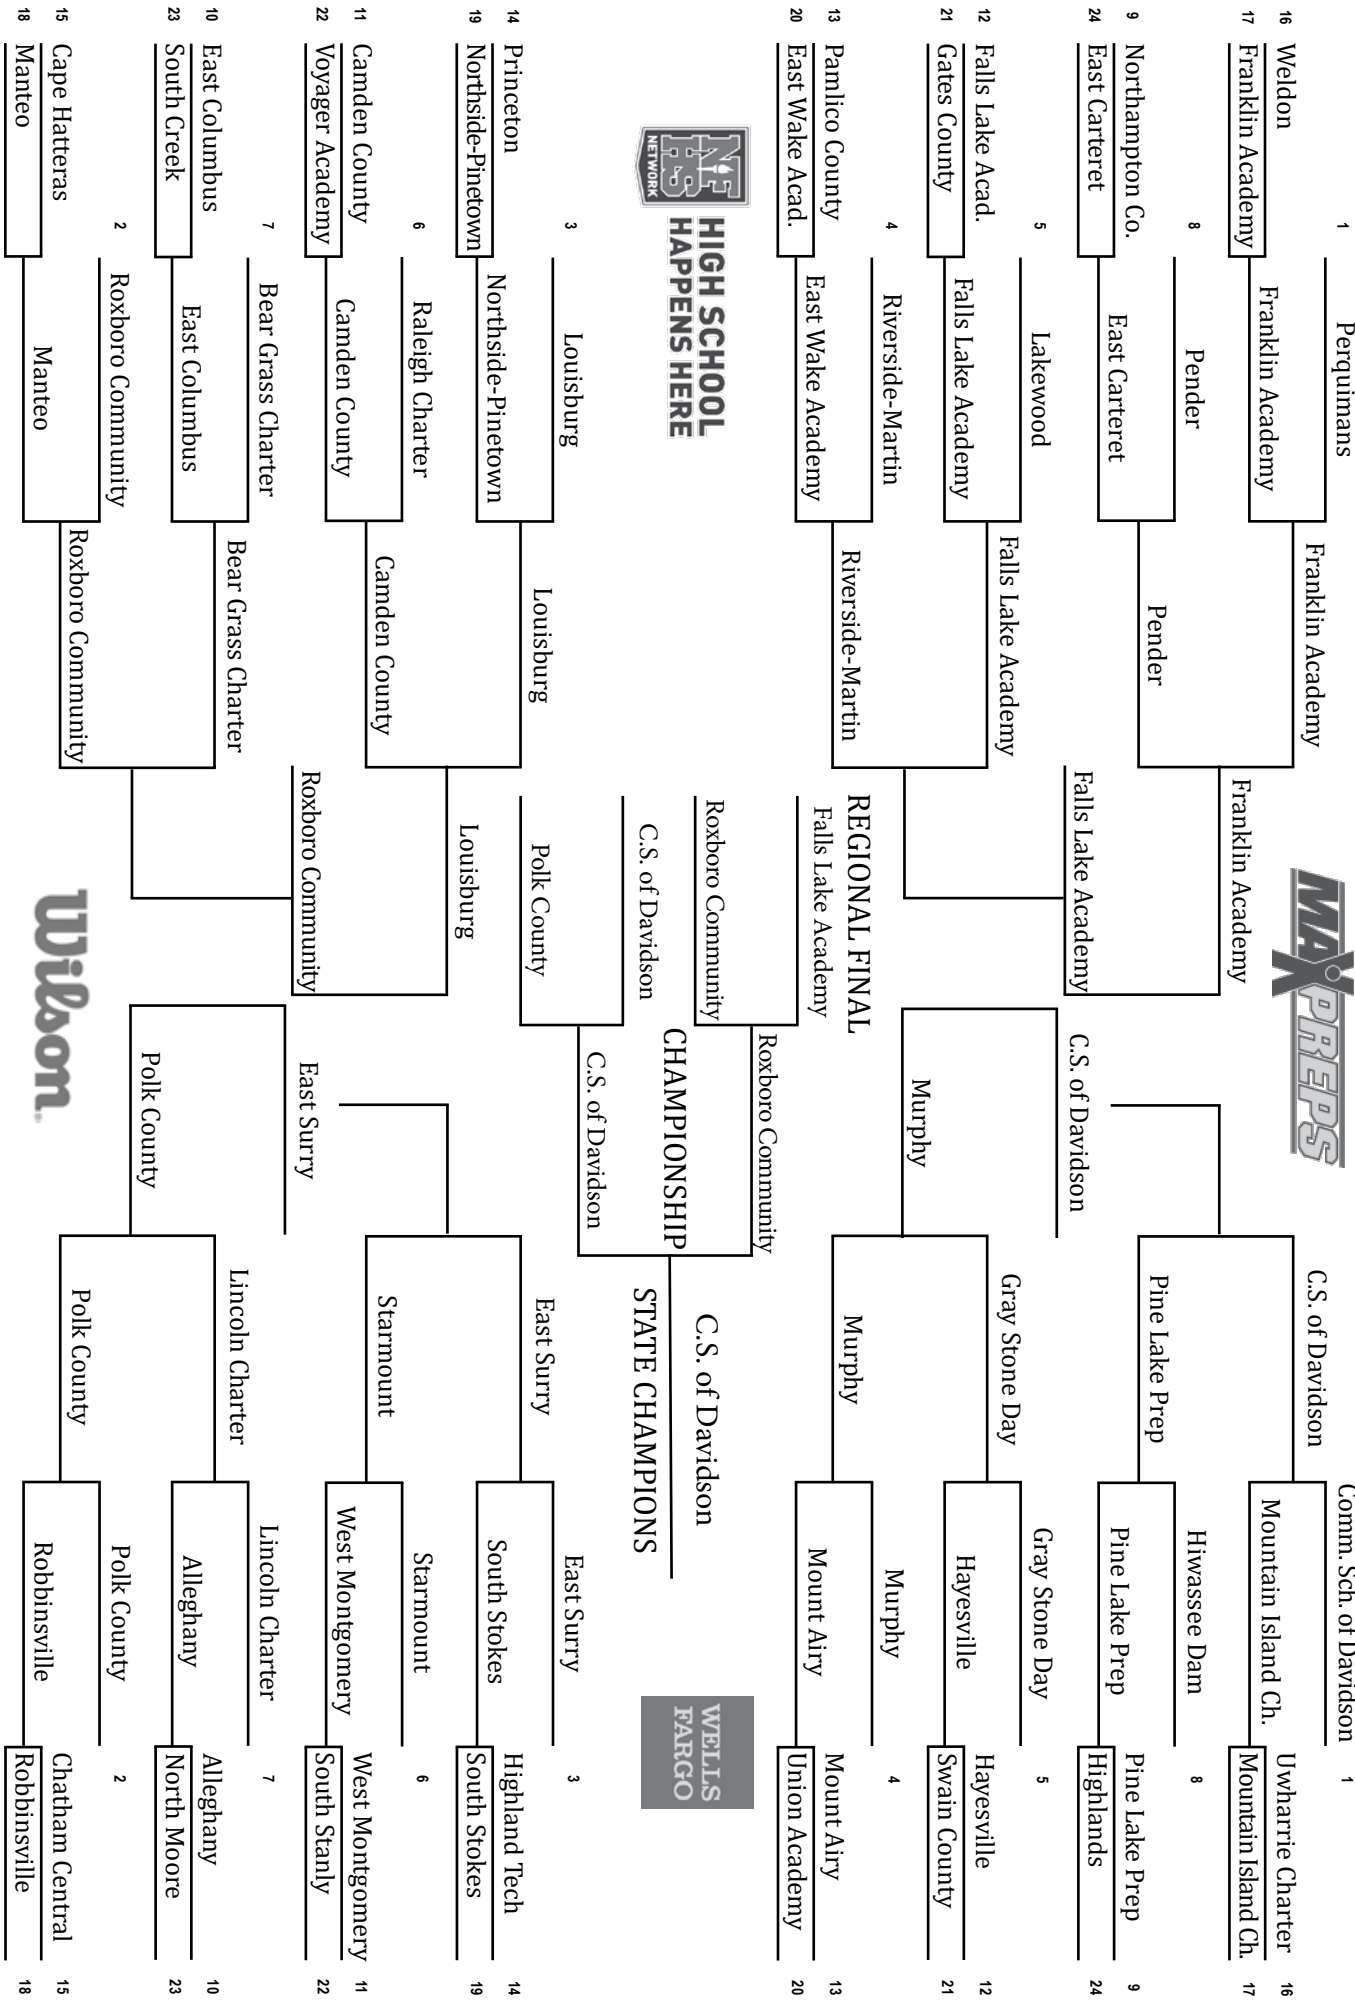 1 Perquimans
16 Weldon
17 Franklin Academy
Franklin Academy
Franklin Academy
8 Pender
9 Northampton Co.
24 East Carteret
East Carteret
Pender
Franklin Academy
5 Lakewood
12 Falls Lake Acad.
21 Gates County
Falls Lake Academy
Falls Lake Academy
Falls Lake Academy
4 Riverside-Martin
13 Pamlico County
20 East Wake Acad.
East Wake Academy
Riverside-Martin
3 Louisburg
14 Princeton
19 Northside-Pinetown
Northside-Pinetown
Louisburg
6 Raleigh Charter
11 Camden County
22 Voyager Academy
Camden County
Camden County
Louisburg
7 Bear Grass Charter
10 East Columbus
23 South Creek
East Columbus
Bear Grass Charter
Roxboro Community
2 Roxboro Community
15 Cape Hatteras
18 Manteo
Manteo
Roxboro Community
NFHS
NETWORK
HIGH SCHOOL
HAPPENS HERE
MAXPREPS
REGIONAL FINAL
Falls Lake Academy
Roxboro Community
Roxboro Community
CHAMPIONSHIP
C.S. of Davidson
Polk County
C.S. of Davidson
C.S. of Davidson
STATE CHAMPIONS
Wilson
WELLS
FARGO
Comm. Sch. of Davidson 1
Uwharrie Charter 16
Mountain Island Ch. 17
Mountain Island Ch.
C.S. of Davidson
Hiwassee Dam 8
Pine Lake Prep 9
Highlands 24
Pine Lake Prep
Pine Lake Prep
C.S. of Davidson
Gray Stone Day 5
Hayesville 12
Swain County 21
Hayesville
Gray Stone Day
Murphy
Murphy 4
Mount Airy 13
Union Academy 20
Mount Airy
Murphy
East Surry 3
Highland Tech 14
South Stokes 19
South Stokes
East Surry
Starmount 6
West Montgomery 11
South Stanly 22
West Montgomery
Starmount
East Surry
Lincoln Charter 7
Alleghany 10
North Moore 23
Alleghany
Lincoln Charter
Polk County
Polk County 2
Chatham Central 15
Robbinsville 18
Robbinsville
Polk County